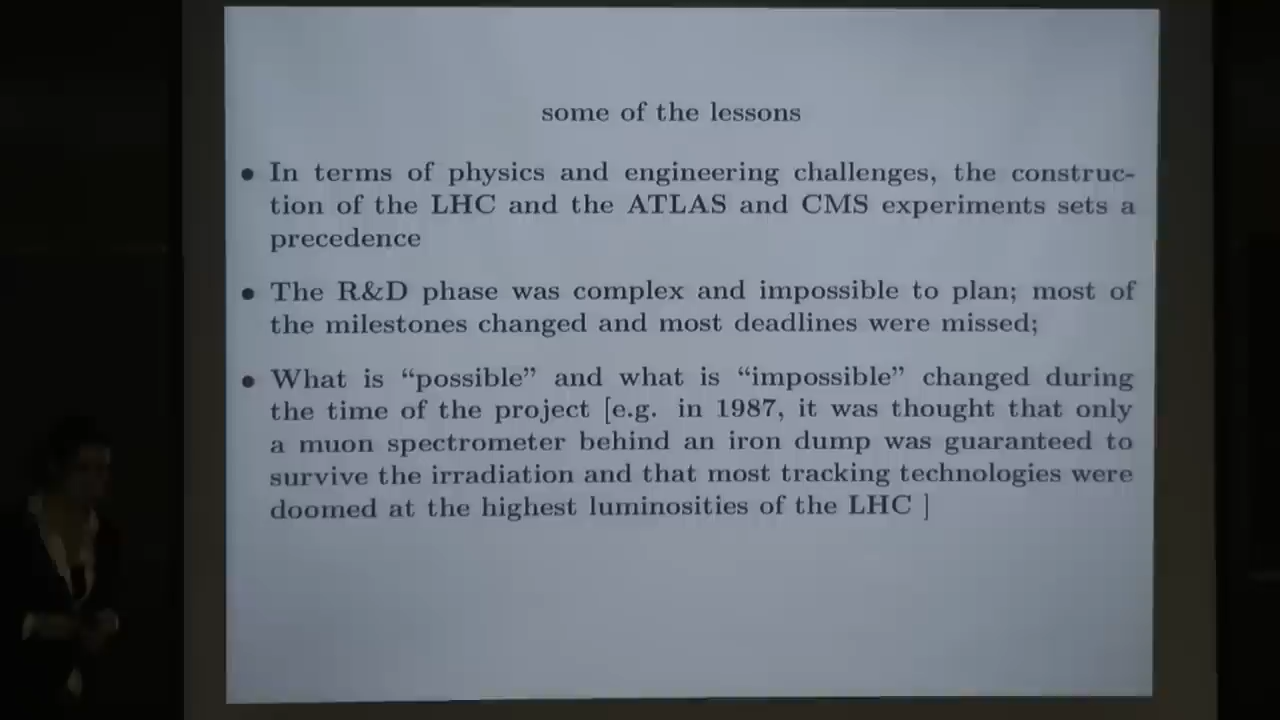 some of the lessons
• In terms of physics and engineering challenges, the construc-
tion of the LHC and the ATLAS and CMS experiments sets a
precedence
• The R&D phase was complex and impossible to plan; most of
the milestones changed and most deadlines were missed;
• What is “possible” and what is “impossible” changed during
the time of the project [e.g. in 1987, it was thought that only
a muon spectrometer behind an iron dump was guaranteed to
survive the irradiation and that most tracking technologies were
doomed at the highest luminosities of the LHC ]